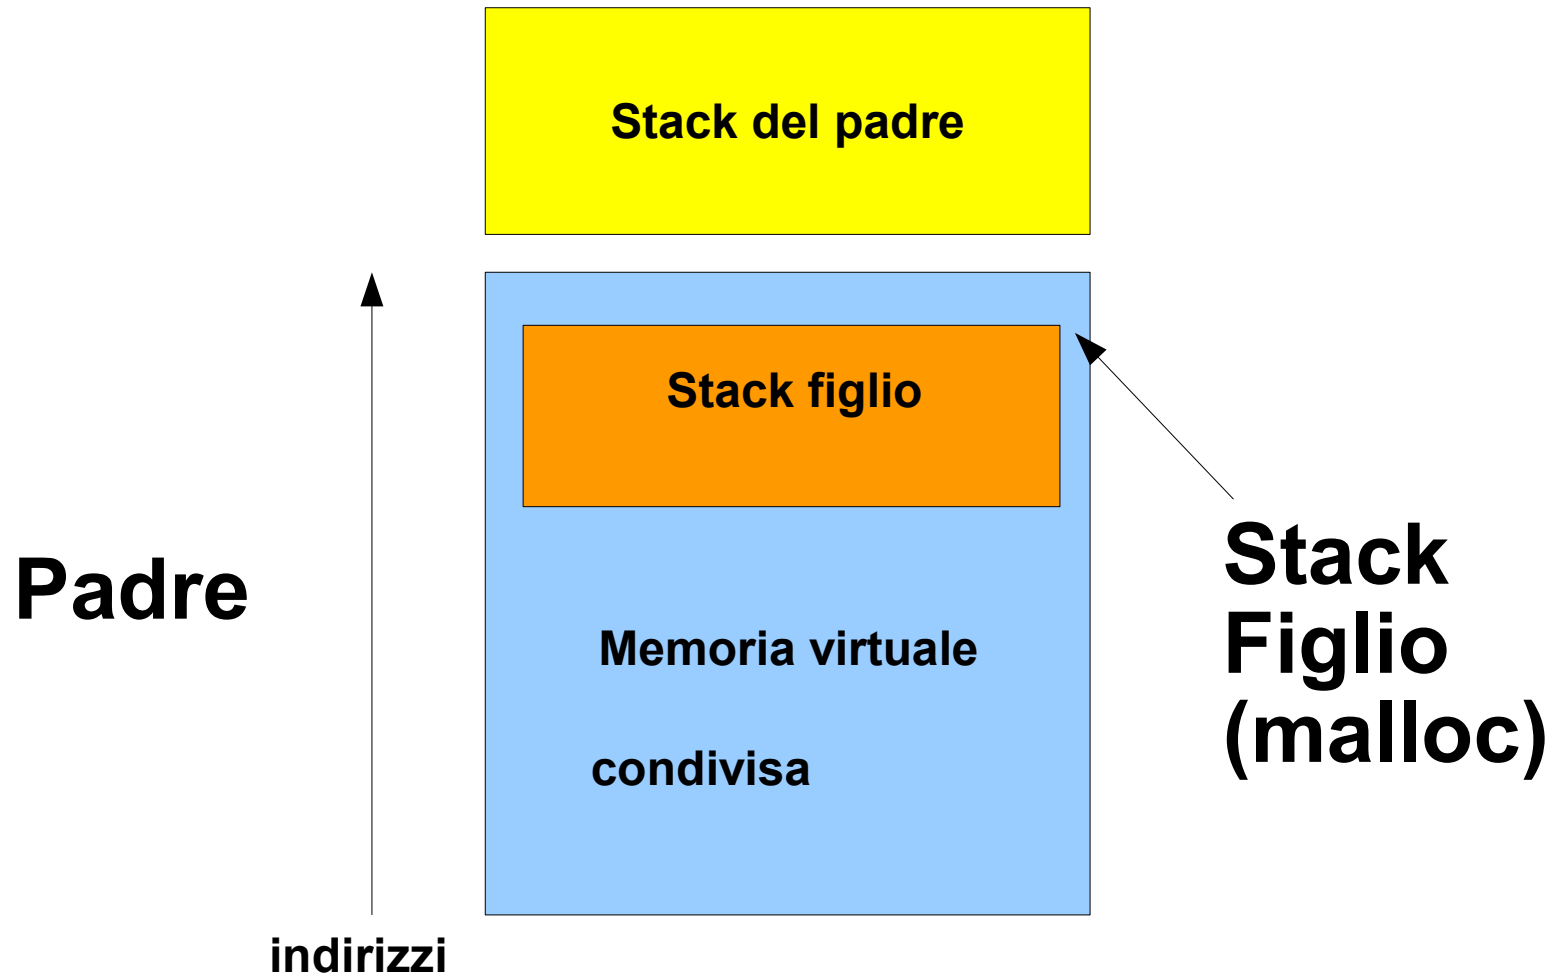 Stack del padre
Stack figlio
Padre
Stack
Figlio
(malloc)
Memoria virtuale
condivisa
indirizzi